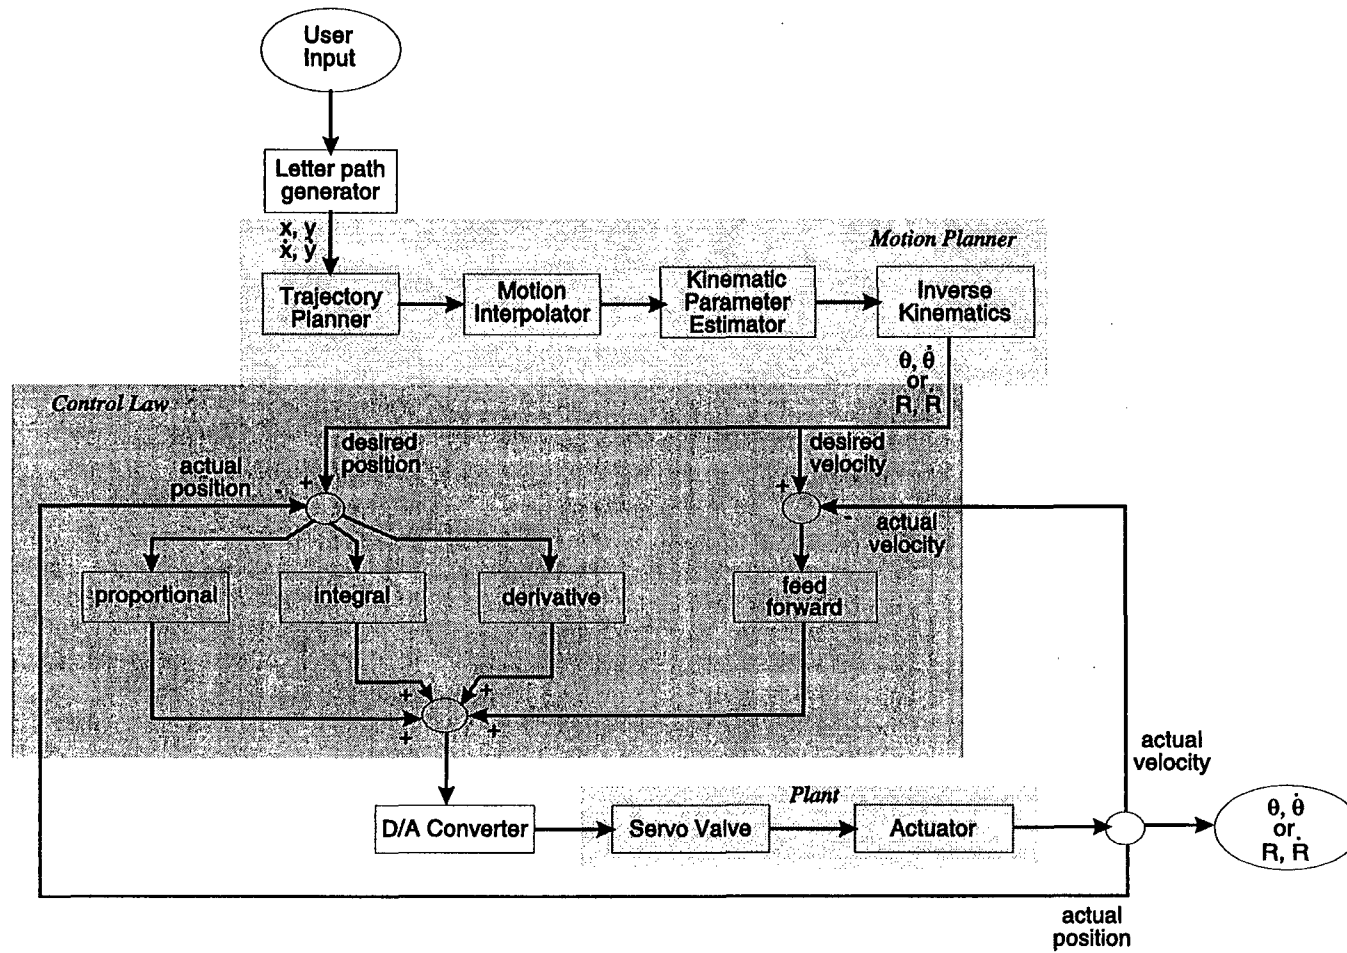 User
Input
Letter path
generator
x, y
ẋ, ẏ
Motion Planner
Trajectory
Planner
Motion
Interpolator
Kinematic
Parameter
Estimator
Inverse
Kinematics
θ, θ̇
or
R, Ṙ
Control Law
desired
position
desired
velocity
actual
position
+
-
+
-
actual
velocity
proportional
integral
derivative
feed
forward
+
+
+
+
actual
velocity
Plant
D/A Converter
Servo Valve
Actuator
θ, θ̇
or
R, Ṙ
actual
position